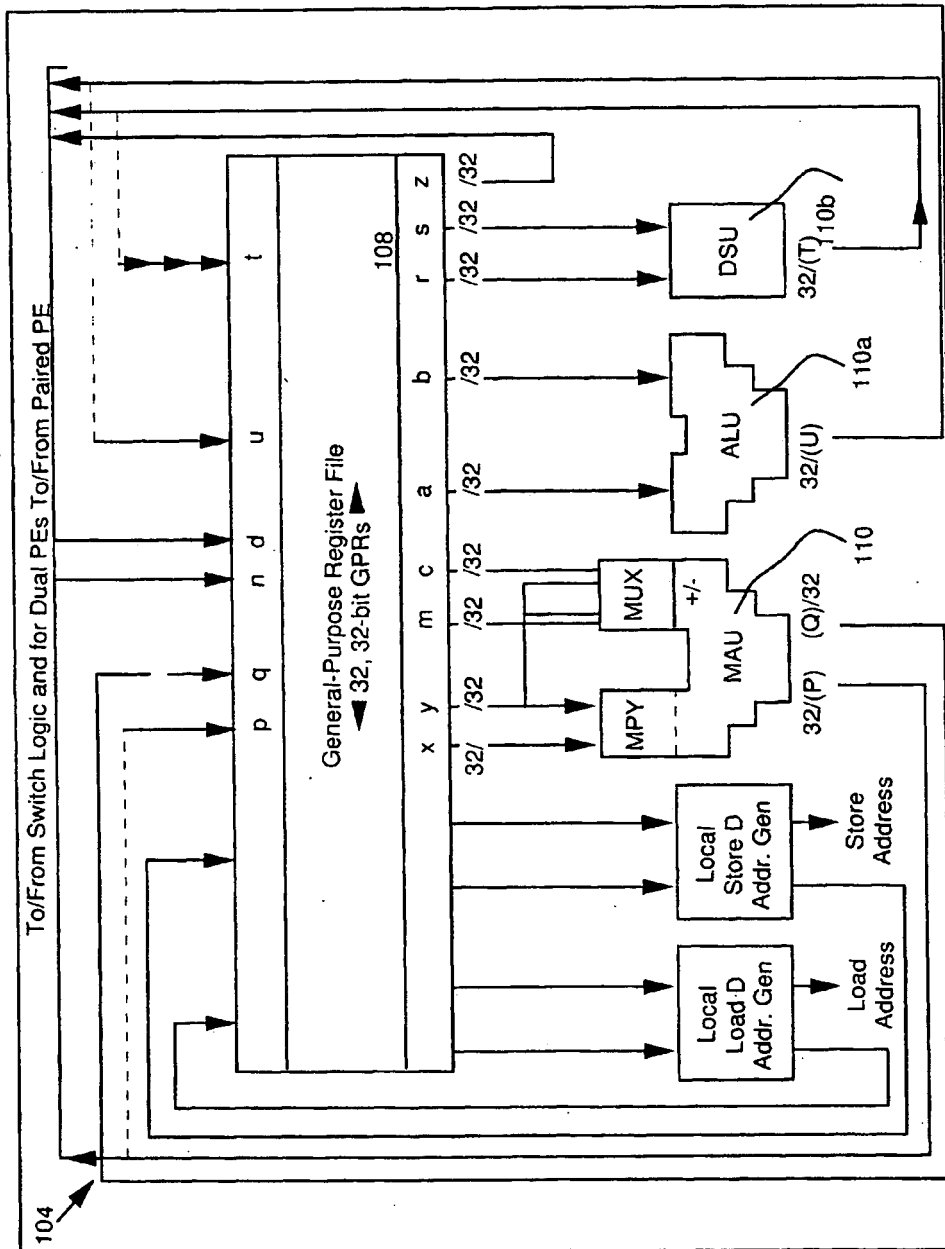 104
To/From Switch Logic and for Dual PEs To/From Paired PE
p q n d u t
General-Purpose Register File
◄ 32, 32-bit GPRs ►
108
x y m c a b r s z
32/ /32 /32 /32 /32 /32 /32 /32 /32
Local
Load D
Addr. Gen
Load
Address
Local
Store D
Addr. Gen
Store
Address
MPY
MUX
+/-
MAU
110
32/(P)
(Q)/32
ALU
110a
32/(U)
DSU
110b
32/(T)